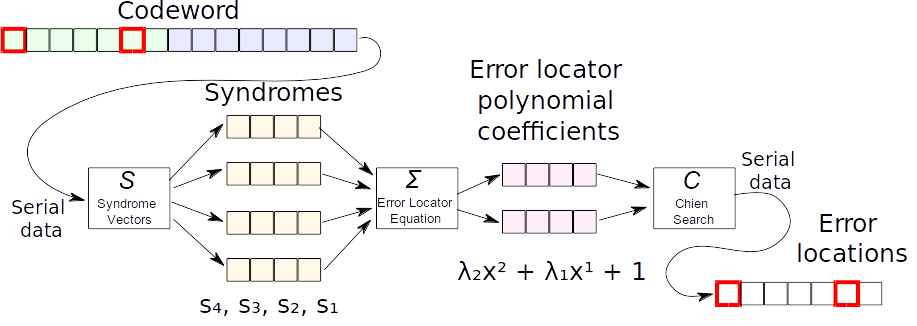 Codeword
Syndromes
Error locator
polynomial
coefficients
S
Syndrome
Vectors
Σ
Error Locator
Equation
C
Chien
Search
Serial
data
Serial
data
Error
locations
S₄, S₃, S₂, S₁
λ₂x² + λ₁x¹ + 1